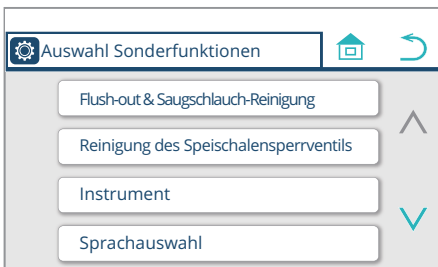 Auswahl Sonderfunktionen
Flush-out & Saugschlauch-Reinigung
Reinigung des Speischalensperrventils
Instrument
Sprachauswahl